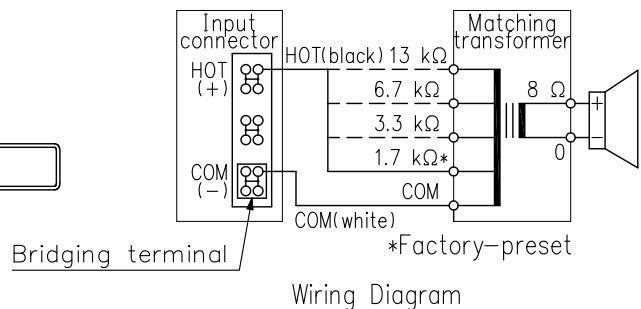 Input
connector
Matching
transformer
HOT
(+)
HOT(black) 13 kΩ
6.7 kΩ
3.3 kΩ
1.7 kΩ*
8 Ω
+
−
0
COM
(−)
COM
COM(white)
*Factory-preset
Bridging terminal
Wiring Diagram